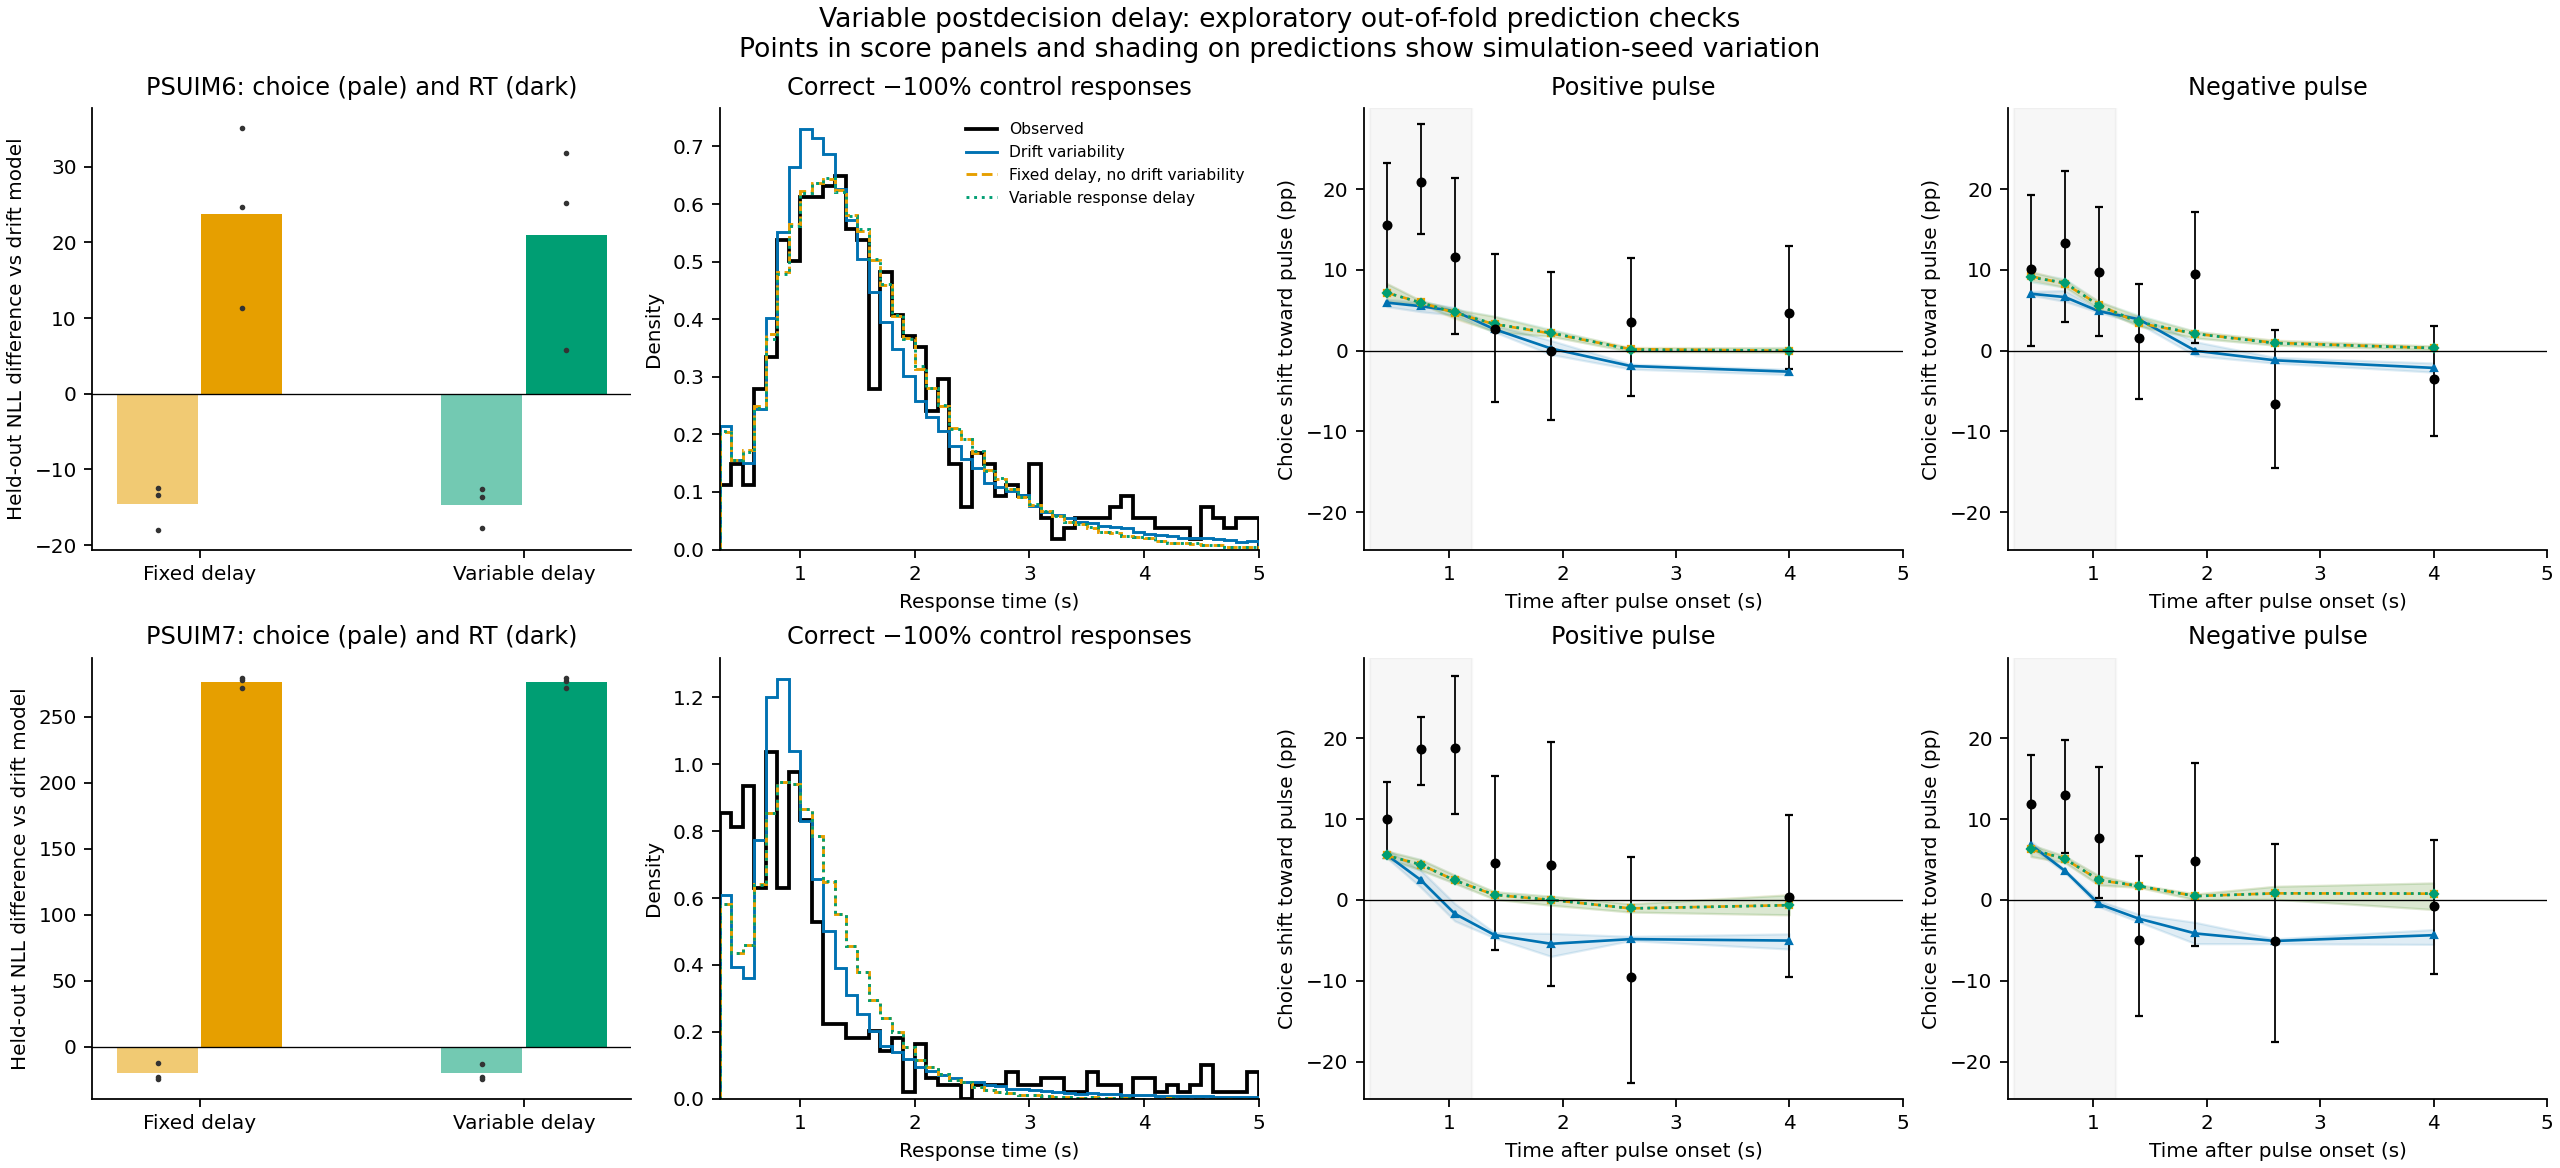 Variable postdecision delay: exploratory out-of-fold prediction checks
Points in score panels and shading on predictions show simulation-seed variation
PSUIM6: choice (pale) and RT (dark)
Held-out NLL difference vs drift model
30
20
10
0
−10
−20
Fixed delay
Variable delay
Correct −100% control responses
Density
0.7
0.6
0.5
0.4
0.3
0.2
0.1
0.0
Observed
Drift variability
Fixed delay, no drift variability
Variable response delay
1
2
3
4
5
Response time (s)
Positive pulse
Choice shift toward pulse (pp)
20
10
0
−10
−20
1
2
3
4
5
Time after pulse onset (s)
Negative pulse
Choice shift toward pulse (pp)
20
10
0
−10
−20
1
2
3
4
5
Time after pulse onset (s)
PSUIM7: choice (pale) and RT (dark)
Held-out NLL difference vs drift model
250
200
150
100
50
0
Fixed delay
Variable delay
Correct −100% control responses
Density
1.2
1.0
0.8
0.6
0.4
0.2
0.0
1
2
3
4
5
Response time (s)
Positive pulse
Choice shift toward pulse (pp)
20
10
0
−10
−20
1
2
3
4
5
Time after pulse onset (s)
Negative pulse
Choice shift toward pulse (pp)
20
10
0
−10
−20
1
2
3
4
5
Time after pulse onset (s)